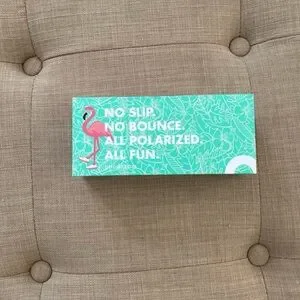 NO SLIP.
NO BOUNCE.
ALL POLARIZED.
ALL FUN.